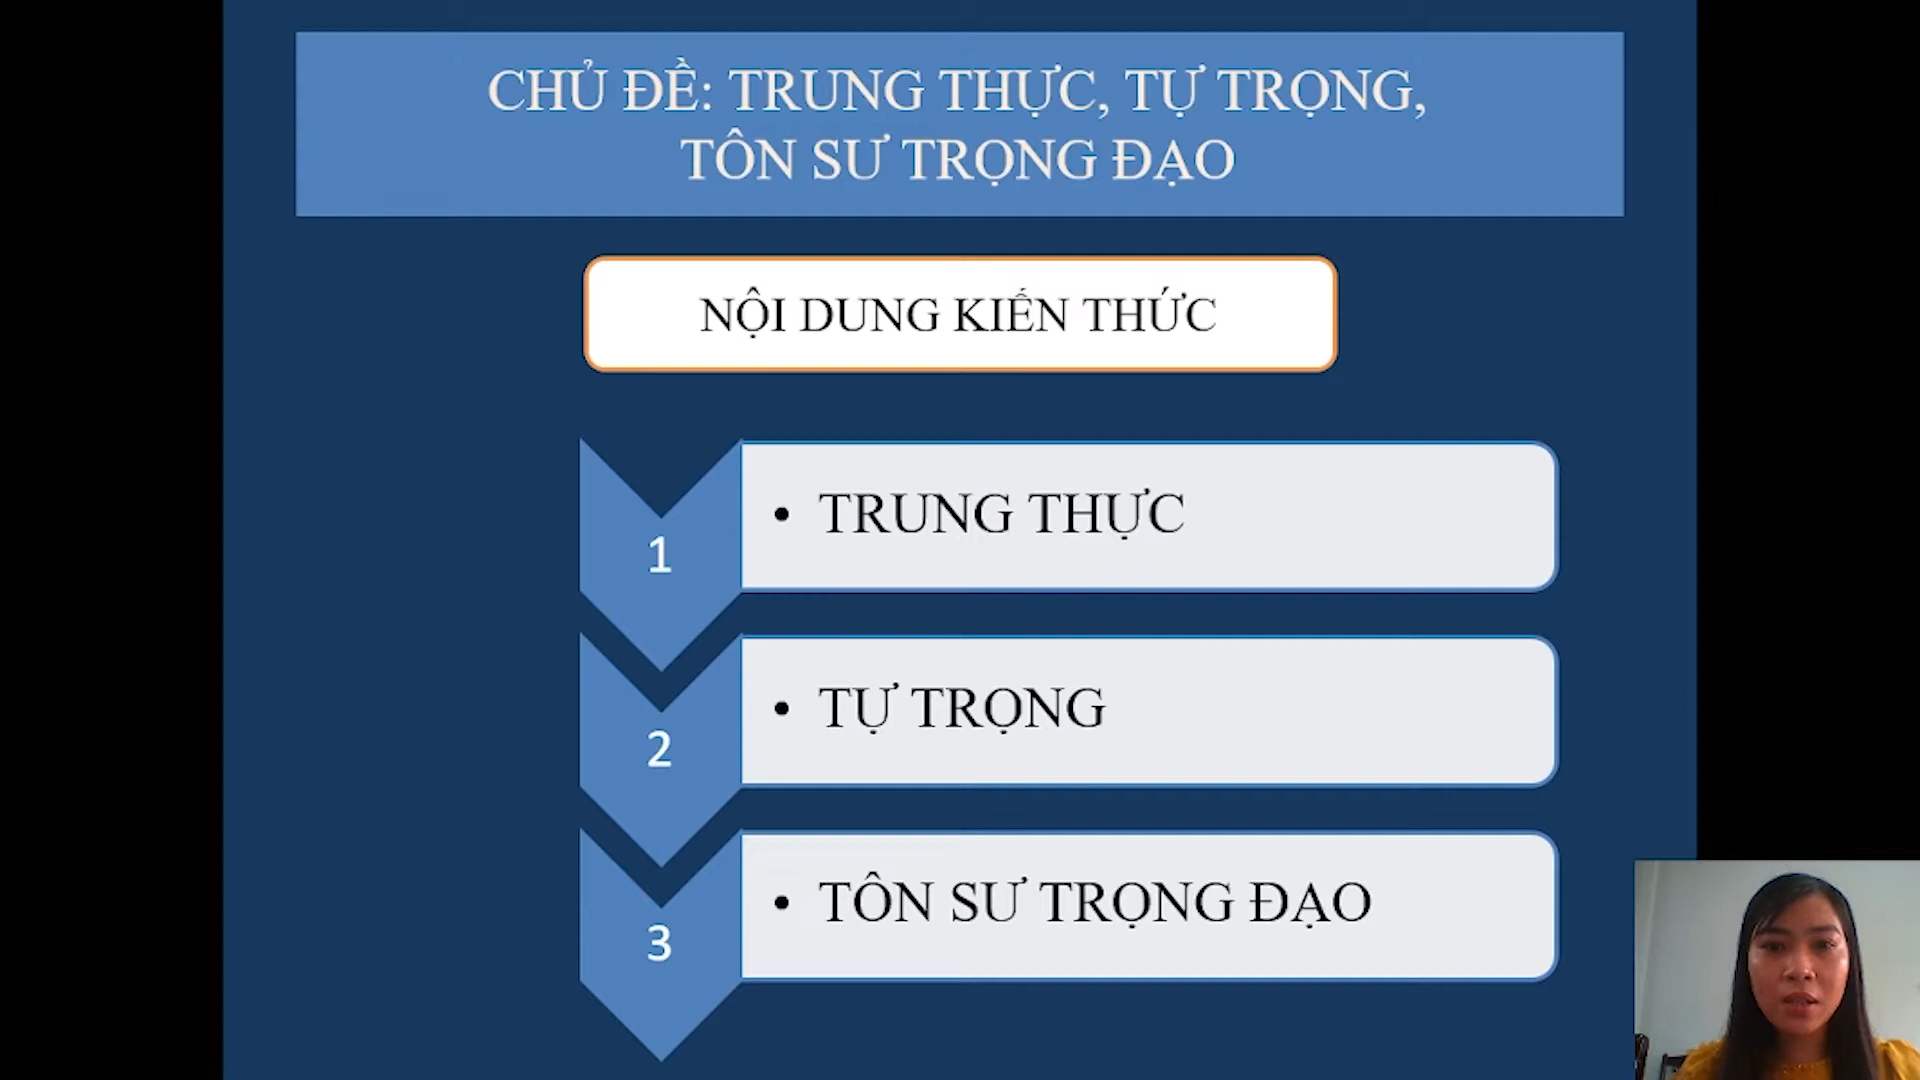 CHỦ ĐỀ: TRUNG THỰC, TỰ TRỌNG,
TÔN SƯ TRỌNG ĐẠO
NỘI DUNG KIẾN THỨC
1
• TRUNG THỰC
2
• TỰ TRỌNG
3
• TÔN SƯ TRỌNG ĐẠO